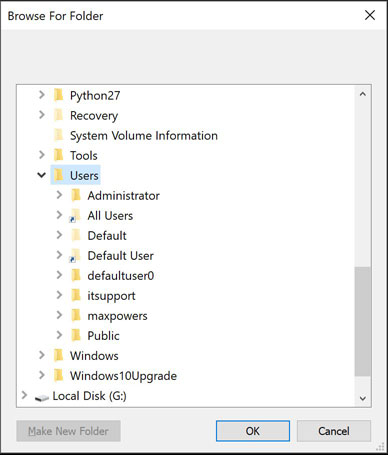 Browse For Folder
Python27
Recovery
System Volume Information
Tools
Users
Administrator
All Users
Default
Default User
defaultuser0
itsupport
maxpowers
Public
Windows
Windows10Upgrade
Local Disk (G:)
Make New Folder
OK
Cancel